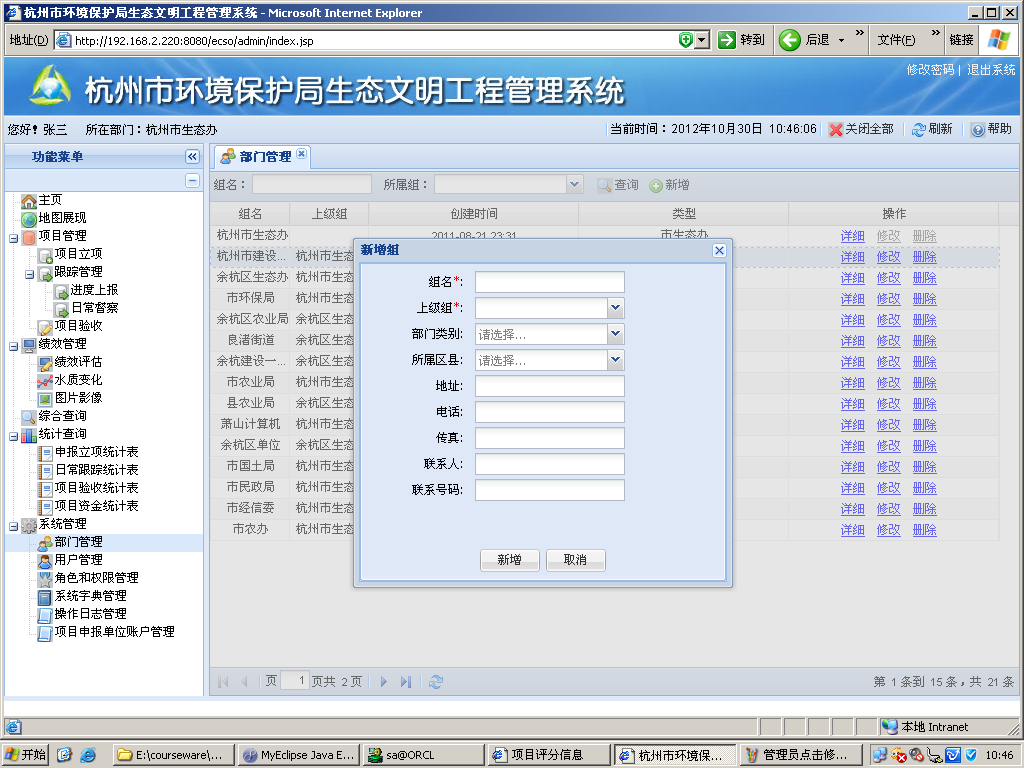 杭州市环境保护局生态文明工程管理系统 - Microsoft Internet Explorer
地址(D) http://192.168.2.220:8080/ecso/admin/index.jsp 转到 后退 文件(F) 链接
杭州市环境保护局生态文明工程管理系统 修改密码 | 退出系统
您好! 张三 所在部门:杭州市生态办 当前时间:2012年10月30日 10:46:06 关闭全部 刷新 帮助
功能菜单
主页
地图展现
项目管理
项目立项
跟踪管理
进度上报
日常督察
项目验收
绩效管理
绩效评估
水质变化
图片影像
综合查询
统计查询
申报立项统计表
日常跟踪统计表
项目验收统计表
项目资金统计表
系统管理
部门管理
用户管理
角色和权限管理
系统字典管理
操作日志管理
项目申报单位账户管理
部门管理
组名: 所属组: 查询 新增
组名 上级组 创建时间 类型 操作
杭州市生态办 2011-08-21 23:31 市生态办 详细 修改 删除
杭州市建设... 杭州市生态 详细 修改 删除
余杭区生态办 杭州市生态 详细 修改 删除
市环保局 杭州市生态 详细 修改 删除
余杭区农业局 余杭区生态 详细 修改 删除
良渚街道 余杭区生态 详细 修改 删除
余杭建设一... 余杭区生态 详细 修改 删除
市农业局 杭州市生态 详细 修改 删除
县农业局 余杭区生态 详细 修改 删除
萧山计算机 杭州市生态 详细 修改 删除
余杭区单位 余杭区生态 详细 修改 删除
市国土局 杭州市生态 详细 修改 删除
市民政局 杭州市生态 详细 修改 删除
市经信委 杭州市生态 详细 修改 删除
市农办 杭州市生态 详细 修改 删除
新增组
组名*:
上级组*:
部门类别: 请选择...
所属区县: 请选择...
地址:
电话:
传真:
联系人:
联系号码:
新增 取消
页 1 页共 2 页 第 1 条到 15 条,共 21 条
本地 Intranet
开始 E:\courseware\... MyEclipse Java E... sa@ORCL 项目评分信息 杭州市环境保... 管理员点击修... 10:46